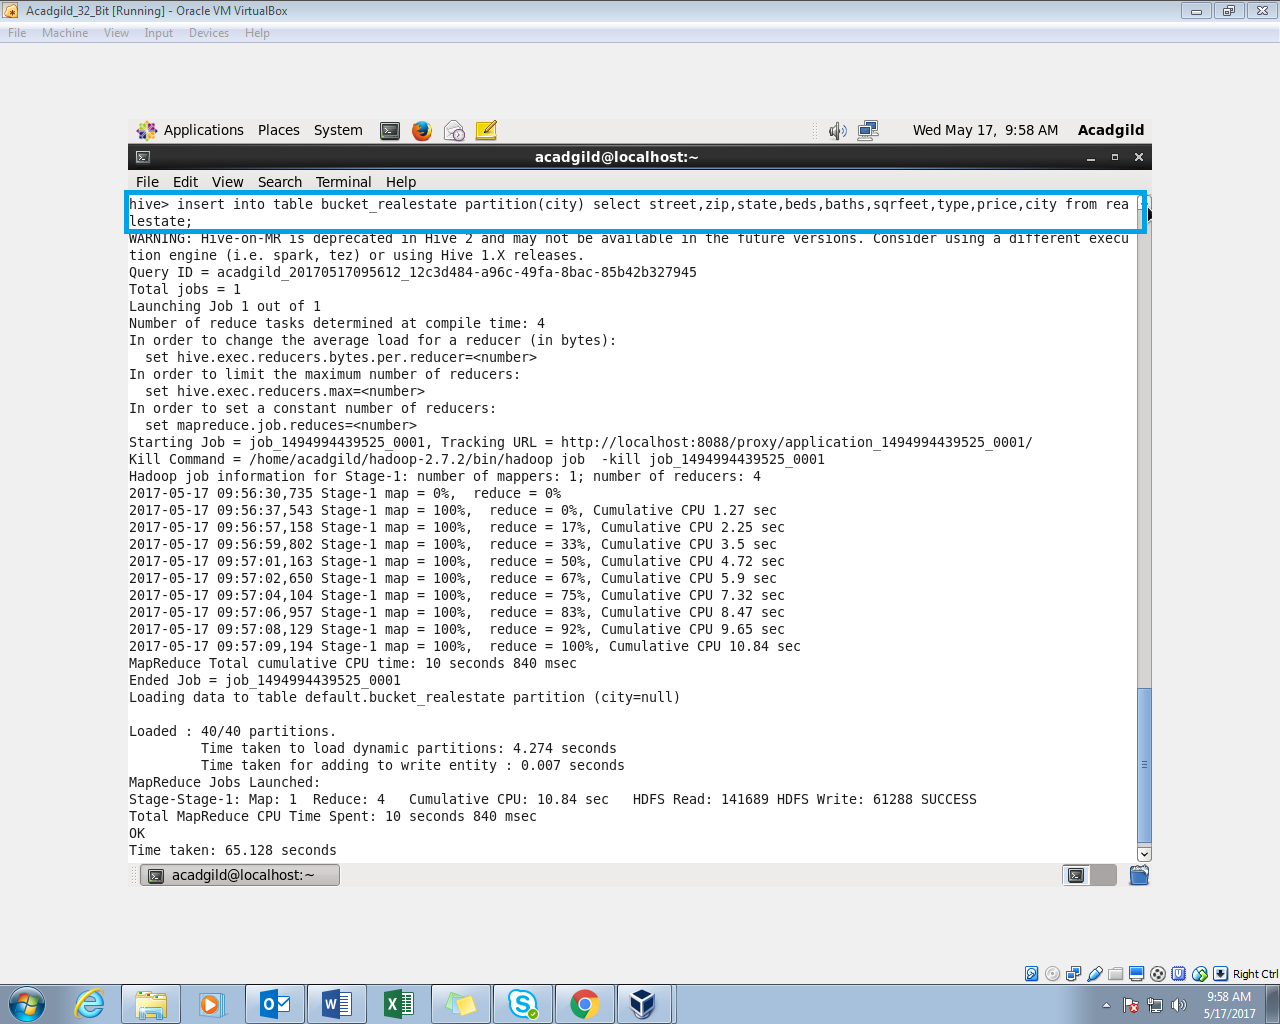 Acadgild_32_Bit [Running] - Oracle VM VirtualBox
File Machine View Input Devices Help
Applications Places System Wed May 17, 9:58 AM Acadgild
acadgild@localhost:~
File Edit View Search Terminal Help
hive> insert into table bucket_realestate partition(city) select street,zip,state,beds,baths,sqrfeet,type,price,city from rea
lestate;
WARNING: Hive-on-MR is deprecated in Hive 2 and may not be available in the future versions. Consider using a different execu
tion engine (i.e. spark, tez) or using Hive 1.X releases.
Query ID = acadgild_20170517095612_12c3d484-a96c-49fa-8bac-85b42b327945
Total jobs = 1
Launching Job 1 out of 1
Number of reduce tasks determined at compile time: 4
In order to change the average load for a reducer (in bytes):
  set hive.exec.reducers.bytes.per.reducer=<number>
In order to limit the maximum number of reducers:
  set hive.exec.reducers.max=<number>
In order to set a constant number of reducers:
  set mapreduce.job.reduces=<number>
Starting Job = job_1494994439525_0001, Tracking URL = http://localhost:8088/proxy/application_1494994439525_0001/
Kill Command = /home/acadgild/hadoop-2.7.2/bin/hadoop job  -kill job_1494994439525_0001
Hadoop job information for Stage-1: number of mappers: 1; number of reducers: 4
2017-05-17 09:56:30,735 Stage-1 map = 0%,  reduce = 0%
2017-05-17 09:56:37,543 Stage-1 map = 100%,  reduce = 0%, Cumulative CPU 1.27 sec
2017-05-17 09:56:57,158 Stage-1 map = 100%,  reduce = 17%, Cumulative CPU 2.25 sec
2017-05-17 09:56:59,802 Stage-1 map = 100%,  reduce = 33%, Cumulative CPU 3.5 sec
2017-05-17 09:57:01,163 Stage-1 map = 100%,  reduce = 50%, Cumulative CPU 4.72 sec
2017-05-17 09:57:02,650 Stage-1 map = 100%,  reduce = 67%, Cumulative CPU 5.9 sec
2017-05-17 09:57:04,104 Stage-1 map = 100%,  reduce = 75%, Cumulative CPU 7.32 sec
2017-05-17 09:57:06,957 Stage-1 map = 100%,  reduce = 83%, Cumulative CPU 8.47 sec
2017-05-17 09:57:08,129 Stage-1 map = 100%,  reduce = 92%, Cumulative CPU 9.65 sec
2017-05-17 09:57:09,194 Stage-1 map = 100%,  reduce = 100%, Cumulative CPU 10.84 sec
MapReduce Total cumulative CPU time: 10 seconds 840 msec
Ended Job = job_1494994439525_0001
Loading data to table default.bucket_realestate partition (city=null)
Loaded : 40/40 partitions.
         Time taken to load dynamic partitions: 4.274 seconds
         Time taken for adding to write entity : 0.007 seconds
MapReduce Jobs Launched:
Stage-Stage-1: Map: 1  Reduce: 4   Cumulative CPU: 10.84 sec   HDFS Read: 141689 HDFS Write: 61288 SUCCESS
Total MapReduce CPU Time Spent: 10 seconds 840 msec
OK
Time taken: 65.128 seconds
acadgild@localhost:~
Right Ctrl
9:58 AM
5/17/2017